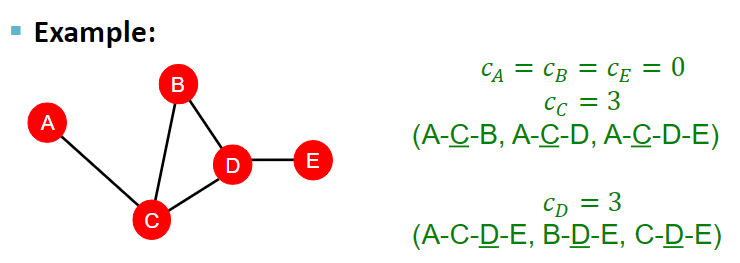 Example:
A
B
C
D
E
c_A = c_B = c_E = 0
c_C = 3
(A-C-B, A-C-D, A-C-D-E)
c_D = 3
(A-C-D-E, B-D-E, C-D-E)